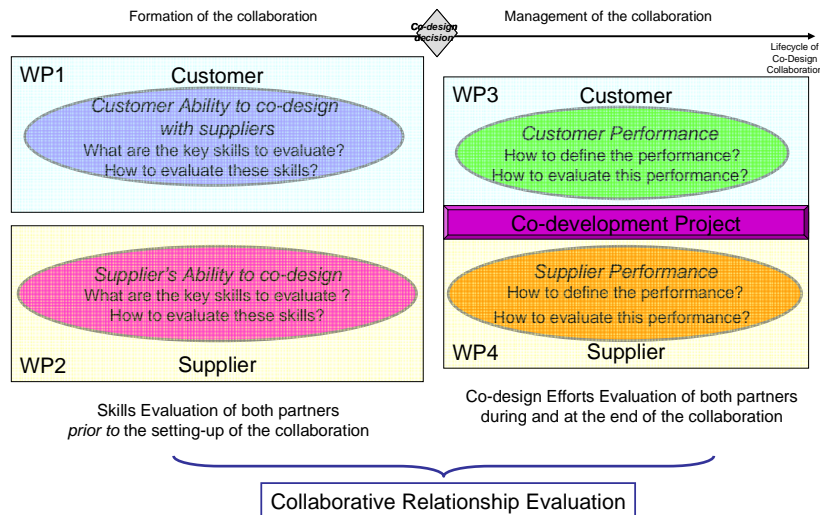 Formation of the collaboration
Co-design
decision
Management of the collaboration
Lifecycle of
Co-Design
Collaboration
WP1
Customer
Customer Ability to co-design
with suppliers
What are the key skills to evaluate?
How to evaluate these skills?
WP3
Customer
Customer Performance
How to define the performance?
How to evaluate this performance?
Co-development Project
Supplier's Ability to co-design
What are the key skills to evaluate ?
How to evaluate these skills?
WP2
Supplier
Supplier Performance
How to define the performance?
How to evaluate this performance?
WP4
Supplier
Skills Evaluation of both partners
prior to the setting-up of the collaboration
Co-design Efforts Evaluation of both partners
during and at the end of the collaboration
Collaborative Relationship Evaluation